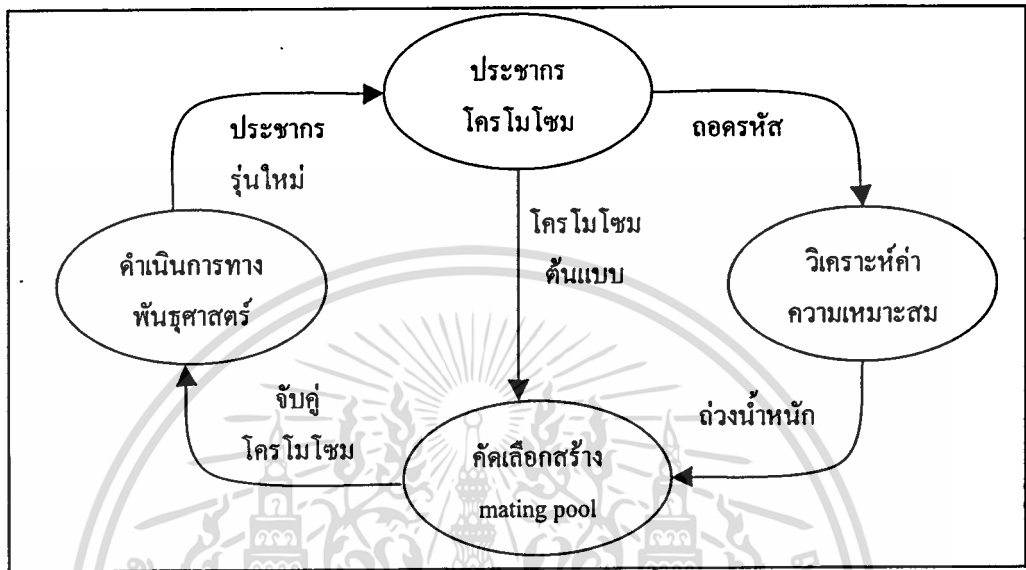 ประชากร
โครโมโซม
ประชากร
รุ่นใหม่
ถอดรหัส
โครโมโซม
ต้นแบบ
ดำเนินการทาง
พันธุศาสตร์
วิเคราะห์ค่า
ความเหมาะสม
จับคู่
โครโมโซม
ถ่วงน้ำหนัก
คัดเลือกสร้าง
mating pool